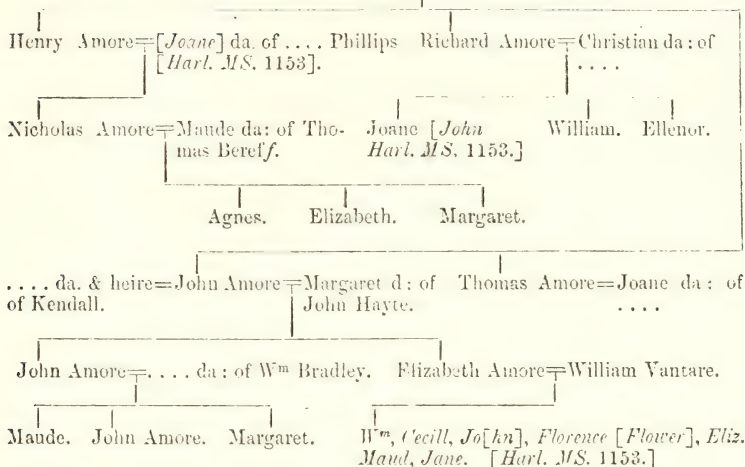 Henry Amore=[Joane] da. of .... Phillips Richard Amore=Christian da: of
[Harl. MS. 1153]. ....
Nicholas Amore=Maude da: of Tho- Joane [John William. Ellenor.
mas Bereff. Harl. MS. 1153.]
Agnes. Elizabeth. Margaret.
.... da. & heire=John Amore=Margaret d: of Thomas Amore=Joane da: of
of Kendall. John Hayte. ....
John Amore=.... da: of Wm Bradley. Elizabeth Amore=William Vantare.
Maude. John Amore. Margaret. Wm, Cecill, Jo[hn], Florence [Flower], Eliz.
Maud, Jane. [Harl. MS. 1153.]